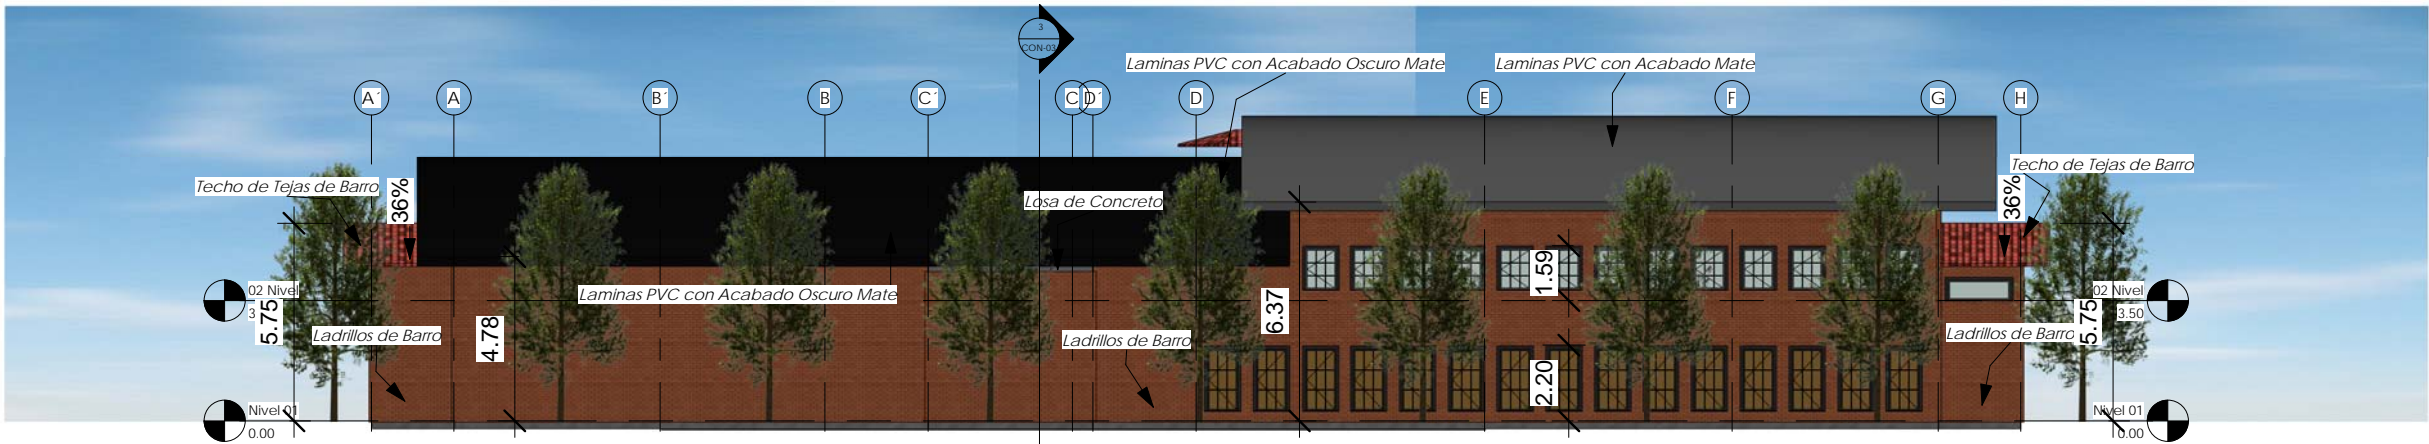 3
CON-03
Laminas PVC con Acabado Oscuro Mate
Laminas PVC con Acabado Mate
A´
A
B´
B
C´
C
D´
D
E
F
G
H
Techo de Tejas de Barro
36%
Losa de Concreto
Techo de Tejas de Barro
36%
02 Nivel
3
5.75
Laminas PVC con Acabado Oscuro Mate
1.59
6.37
02 Nivel
3.50
5.75
Ladrillos de Barro
4.78
Ladrillos de Barro
Ladrillos de Barro
2.20
Nivel 01
0.00
Nivel 01
0.00